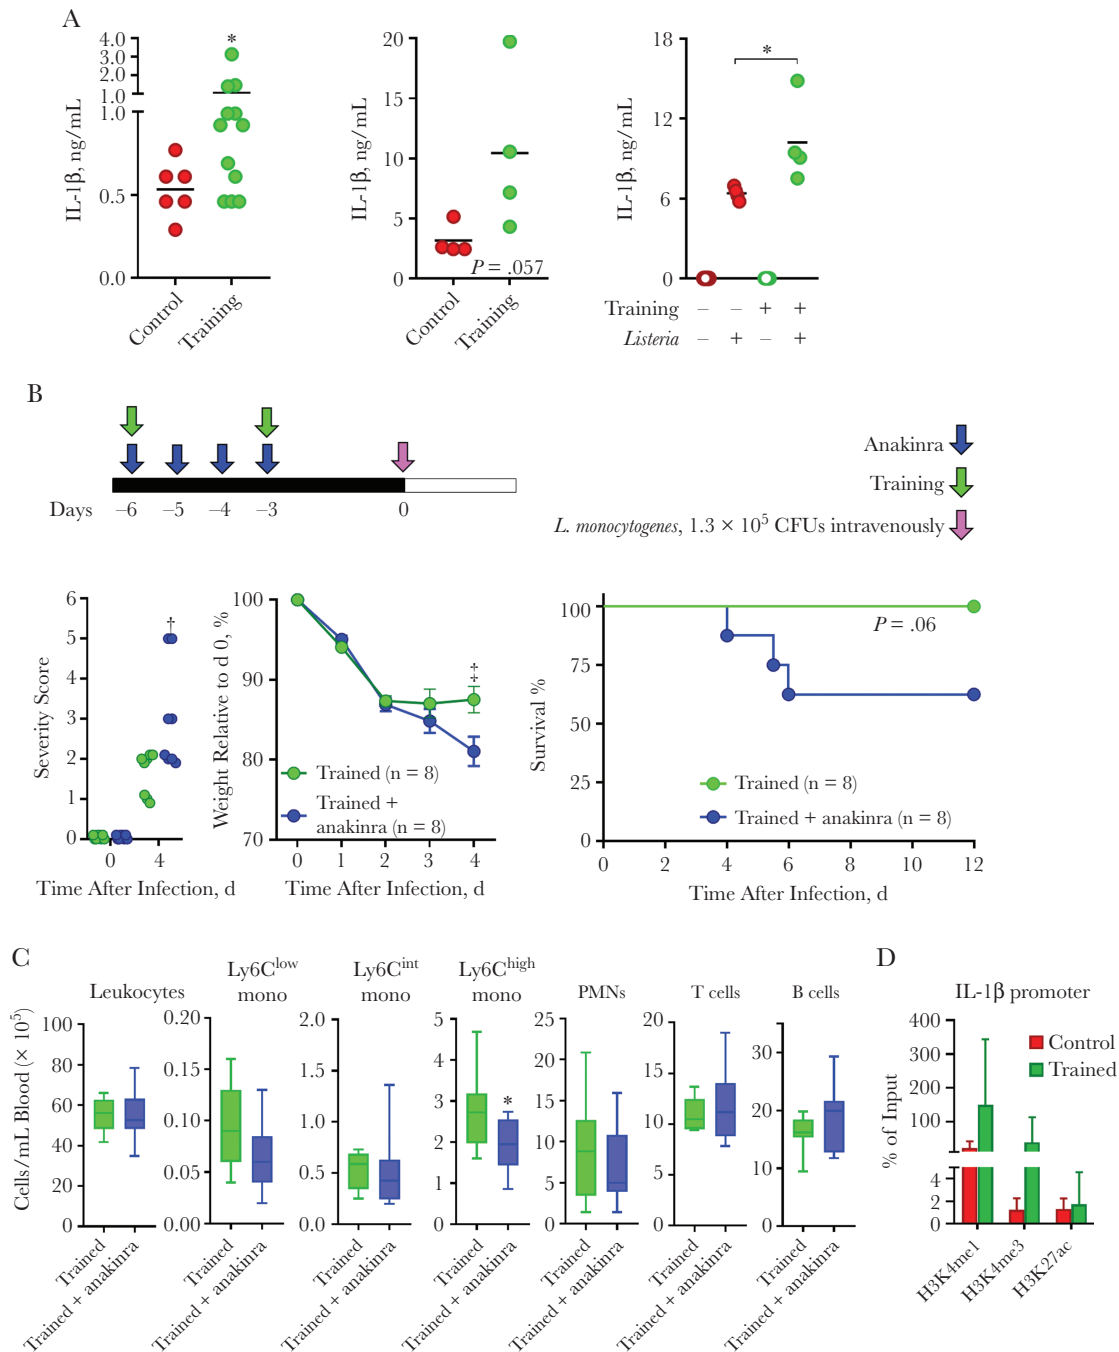 A
IL-1β, ng/mL
4.0
3.0
2.0
1.0
1.0
0.5
0.0
*
Control
Training
IL-1β, ng/mL
20
15
10
5
0
P = .057
Control
Training
IL-1β, ng/mL
18
12
6
0
*
Training – – + +
Listeria – + – +
B
Days –6 –5 –4 –3 0
Anakinra
Training
L. monocytogenes, 1.3 × 10⁵ CFUs intravenously
Severity Score
6
5
4
3
2
1
0
†
0 4
Time After Infection, d
Weight Relative to d 0, %
100
90
80
70
‡
Trained (n = 8)
Trained +
anakinra (n = 8)
0 1 2 3 4
Time After Infection, d
Survival %
100
75
50
25
0
P = .06
Trained (n = 8)
Trained + anakinra (n = 8)
0 2 4 6 8 10 12
Time After Infection, d
C
Cells/mL Blood (× 10⁵)
Leukocytes
100
80
60
40
20
0
Trained
Trained + anakinra
Ly6C^low
mono
0.20
0.15
0.10
0.05
0.00
Trained
Trained + anakinra
Ly6C^int
mono
2.0
1.5
1.0
0.5
0.0
Trained
Trained + anakinra
Ly6C^high
mono
5
4
3
2
1
0
*
Trained
Trained + anakinra
PMNs
25
20
15
10
5
0
Trained
Trained + anakinra
T cells
20
15
10
5
0
Trained
Trained + anakinra
B cells
30
20
10
0
Trained
Trained + anakinra
D
IL-1β promoter
% of Input
400
300
200
100
4
2
0
Control
Trained
H3K4me1
H3K4me3
H3K27ac